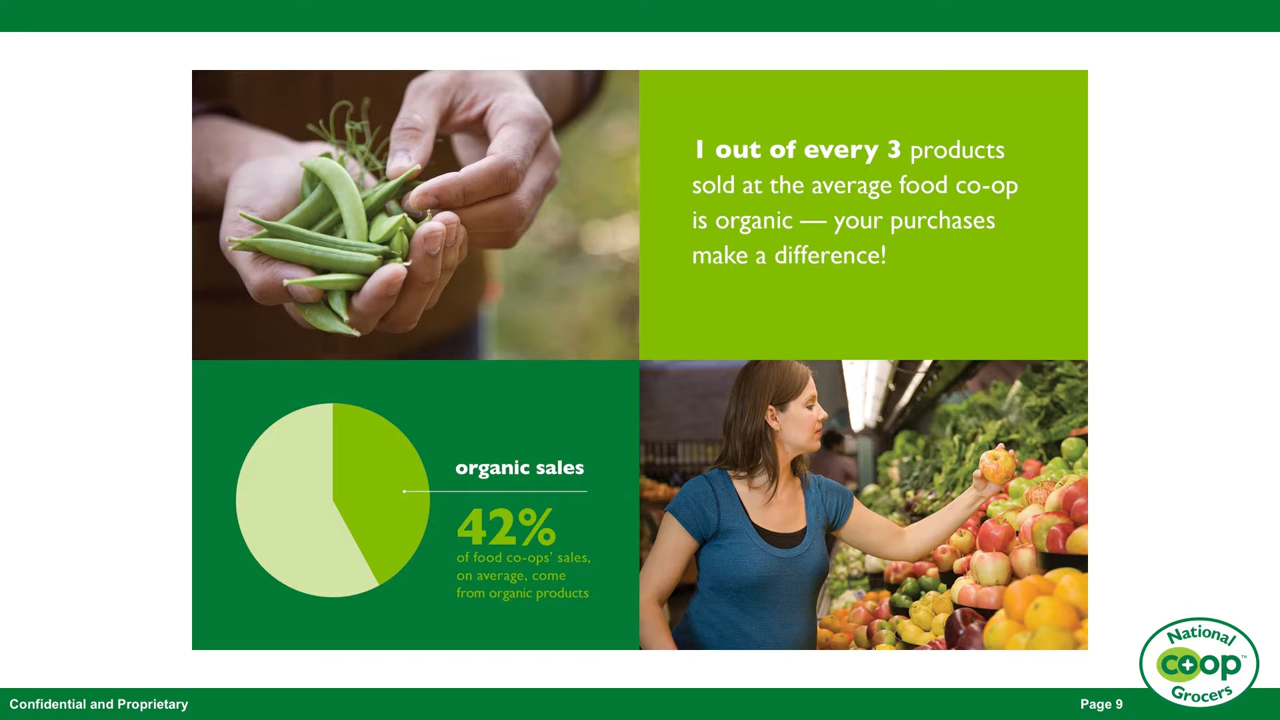 1 out of every 3 products
sold at the average food co-op
is organic — your purchases
make a difference!
organic sales
42%
of food co-ops' sales,
on average, come
from organic products
National
co+op™
Grocers
Confidential and Proprietary
Page 9